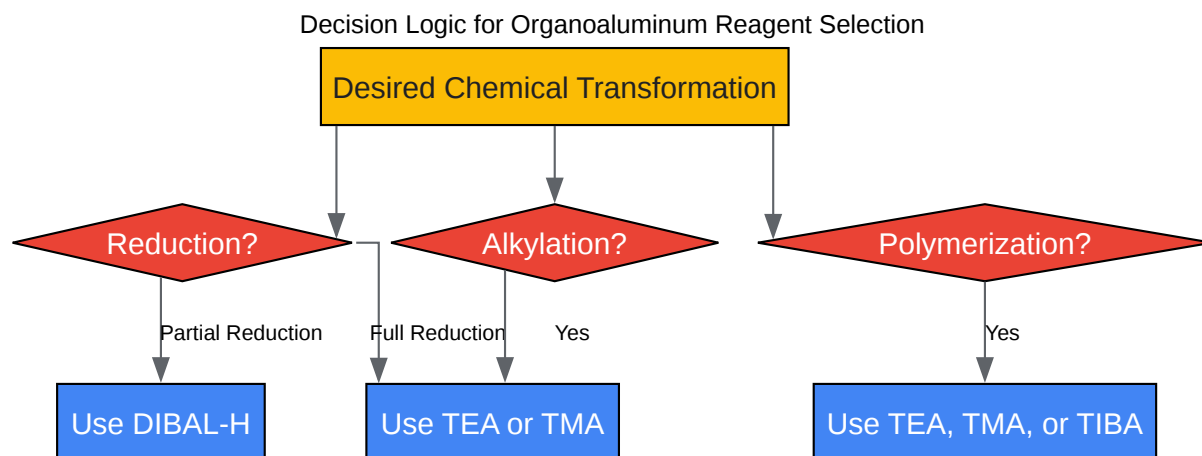 Decision Logic for Organoaluminum Reagent Selection
Desired Chemical Transformation
Reduction?
Alkylation?
Polymerization?
Partial Reduction
Full Reduction
Yes
Yes
Use DIBAL-H
Use TEA or TMA
Use TEA, TMA, or TIBA